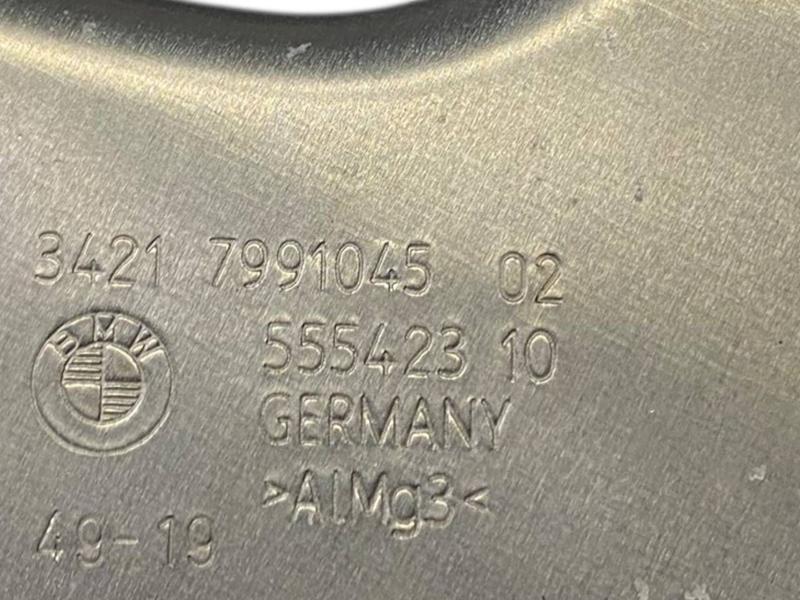 3421 7991045 02
BMW
555423 10
GERMANY
>AlMg3<
49-19